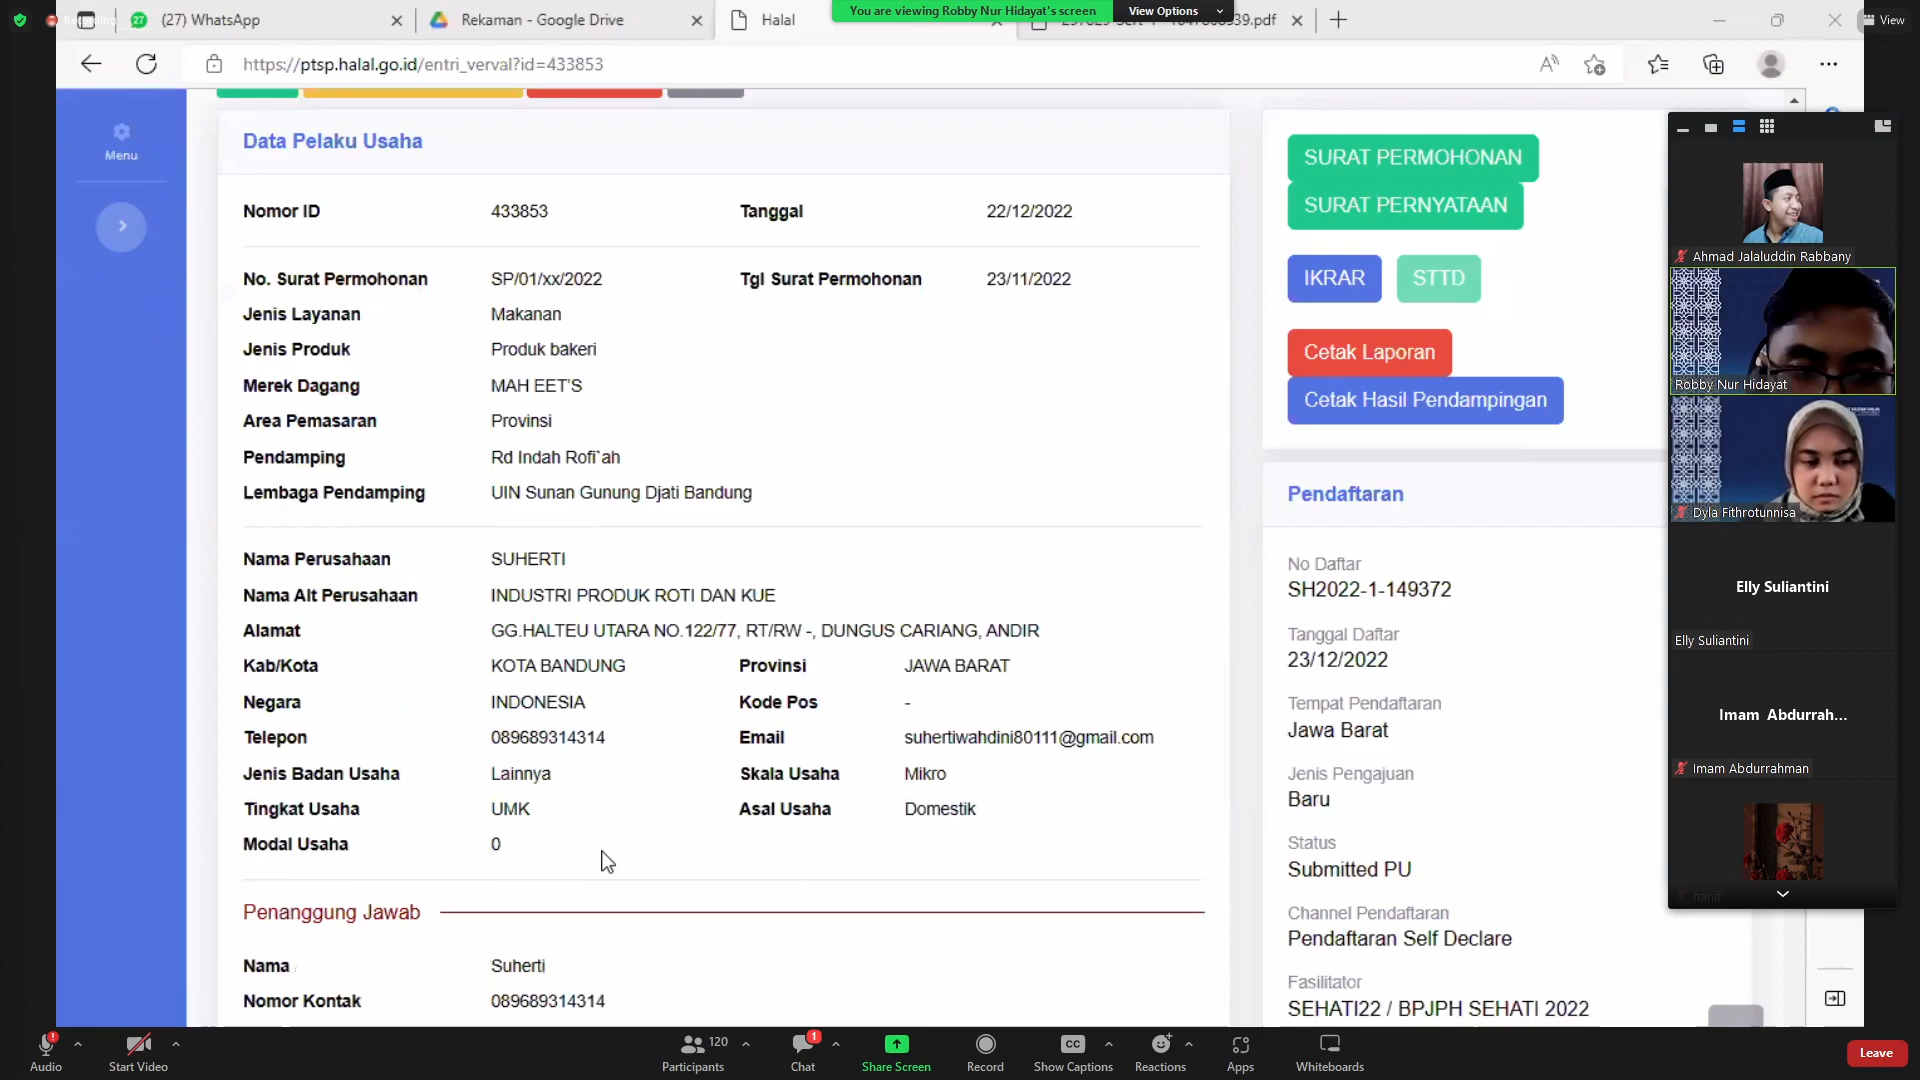 Recording
(27) WhatsApp
Rekaman - Google Drive
Halal
.pdf
You are viewing Robby Nur Hidayat's screen
View Options
View
https://ptsp.halal.go.id/entri_verval?id=433853
Menu
Data Pelaku Usaha
Nomor ID 433853 Tanggal 22/12/2022
No. Surat Permohonan SP/01/xx/2022 Tgl Surat Permohonan 23/11/2022
Jenis Layanan Makanan
Jenis Produk Produk bakeri
Merek Dagang MAH EET'S
Area Pemasaran Provinsi
Pendamping Rd Indah Rofi`ah
Lembaga Pendamping UIN Sunan Gunung Djati Bandung
Nama Perusahaan SUHERTI
Nama Alt Perusahaan INDUSTRI PRODUK ROTI DAN KUE
Alamat GG.HALTEU UTARA NO.122/77, RT/RW -, DUNGUS CARIANG, ANDIR
Kab/Kota KOTA BANDUNG Provinsi JAWA BARAT
Negara INDONESIA Kode Pos -
Telepon 089689314314 Email suhertiwahdini80111@gmail.com
Jenis Badan Usaha Lainnya Skala Usaha Mikro
Tingkat Usaha UMK Asal Usaha Domestik
Modal Usaha 0
Penanggung Jawab
Nama Suherti
Nomor Kontak 089689314314
SURAT PERMOHONAN
SURAT PERNYATAAN
IKRAR STTD
Cetak Laporan
Cetak Hasil Pendampingan
Pendaftaran
No Daftar
SH2022-1-149372
Tanggal Daftar
23/12/2022
Tempat Pendaftaran
Jawa Barat
Jenis Pengajuan
Baru
Status
Submitted PU
Channel Pendaftaran
Pendaftaran Self Declare
Fasilitator
SEHATI22 / BPJPH SEHATI 2022
Ahmad Jalaluddin Rabbany
Robby Nur Hidayat
Dyla Fithrotunnisa
Elly Suliantini
Elly Suliantini
Imam Abdurrah...
Imam Abdurrahman
hanif
Audio
Start Video
Participants 120
Chat 1
Share Screen
Record
CC
Show Captions
Reactions
Apps
Whiteboards
Leave